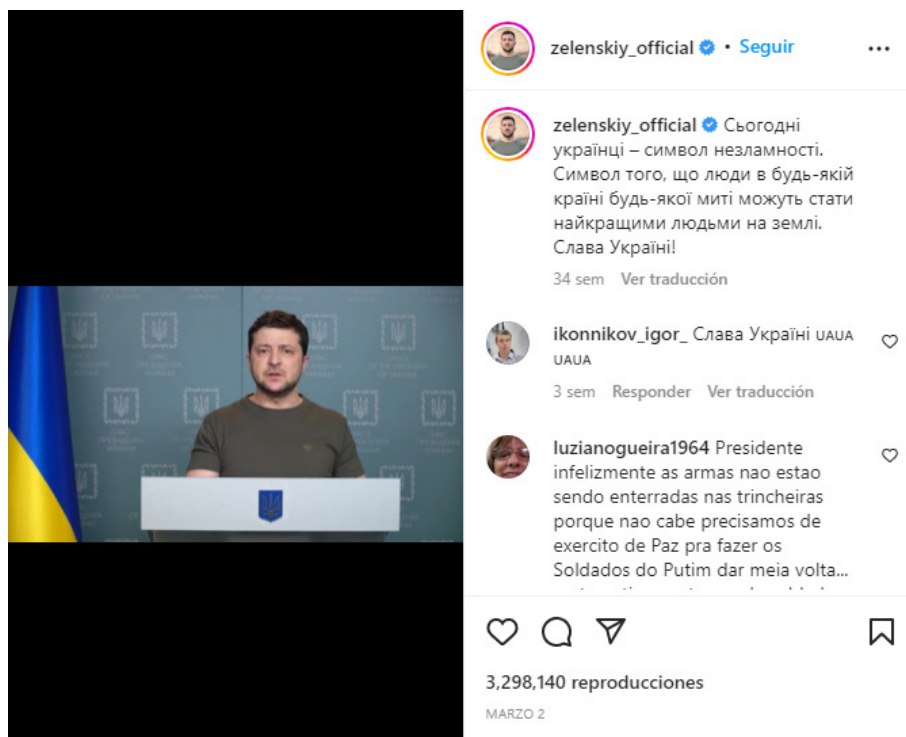 zelenskiy_official • Seguir
zelenskiy_official Сьогодні
українці – символ незламності.
Символ того, що люди в будь-якій
країні будь-якої миті можуть стати
найкращими людьми на землі.
Слава Україні!
34 sem Ver traducción
ikonnikov_igor_ Слава Україні UAUA
UAUA
3 sem Responder Ver traducción
luzianogueira1964 Presidente
infelizmente as armas nao estao
sendo enterradas nas trincheiras
porque nao cabe precisamos de
exercito de Paz pra fazer os
Soldados do Putim dar meia volta...
3,298,140 reproducciones
MARZO 2